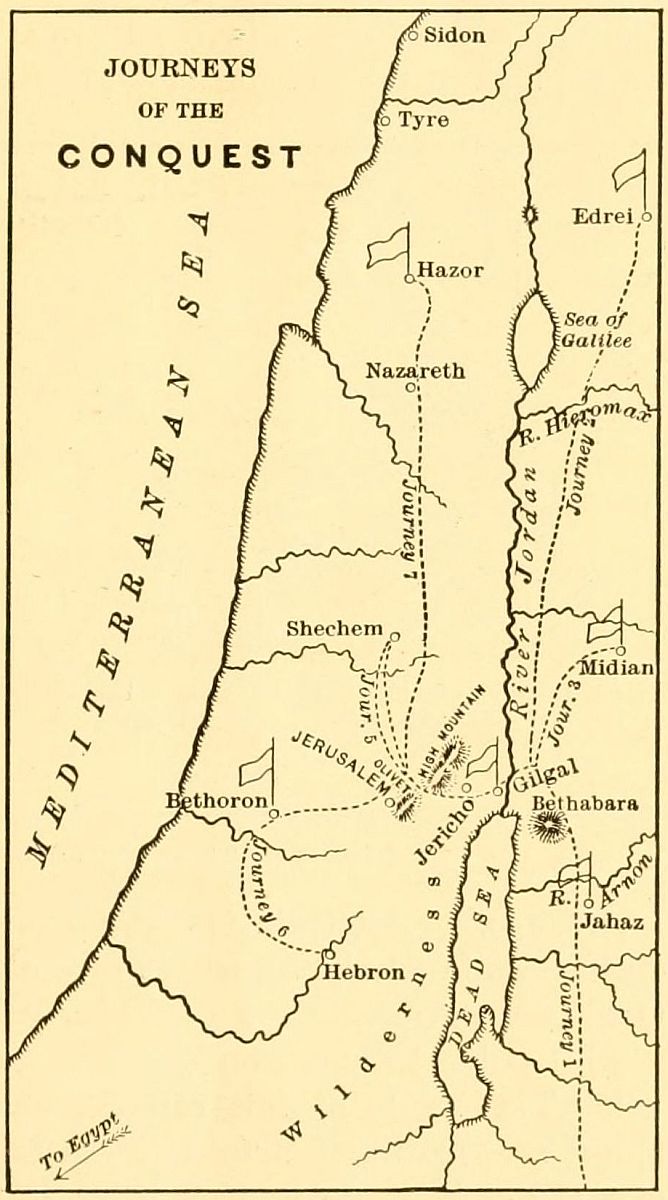 JOURNEYS
OF THE
CONQUEST
Sidon
Tyre
Edrei
Hazor
MEDITERRANEAN SEA
Sea of
Galilee
Nazareth
R. Hieromax
Journey 2
Journey 7
River Jordan
Shechem
Midian
Jour. 5
Jour. 3
HIGH MOUNTAIN
JERUSALEM
OLIVET
Gilgal
Bethoron
Jericho
Bethabara
Journey 6
R. Arnon
Jahaz
DEAD SEA
Hebron
Journey 1
Wilderness
To Egypt